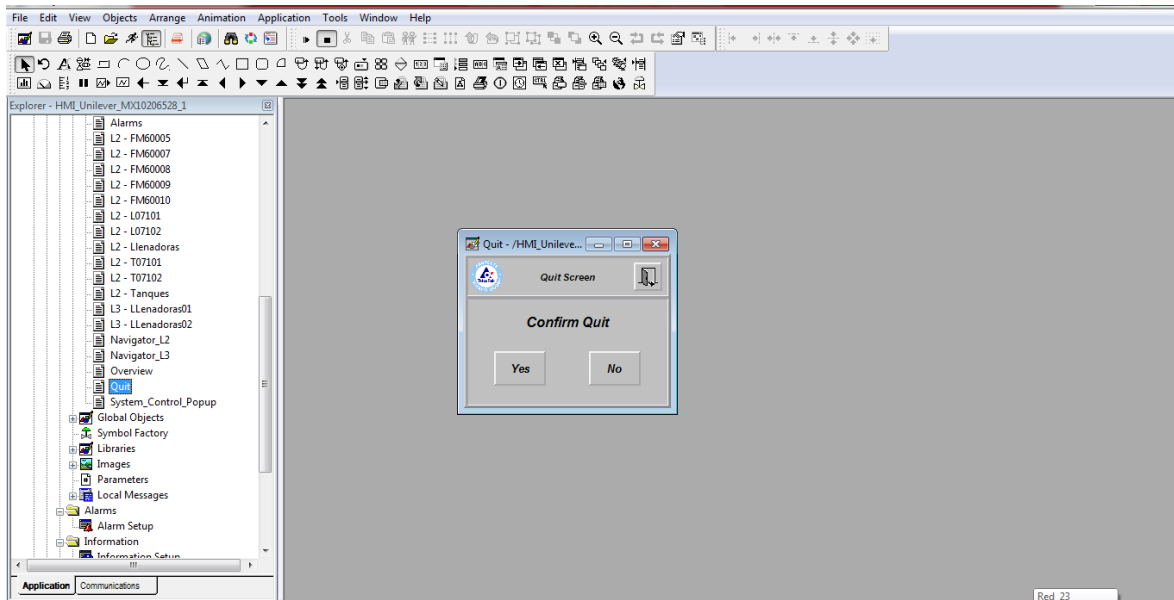 File Edit View Objects Arrange Animation Application Tools Window Help
Explorer - HMI_Unilever_MX10206528_1
Alarms
L2 - FM60005
L2 - FM60007
L2 - FM60008
L2 - FM60009
L2 - FM60010
L2 - L07101
L2 - L07102
L2 - Llenadoras
L2 - T07101
L2 - T07102
L2 - Tanques
L3 - LLenadoras01
L3 - LLenadoras02
Navigator_L2
Navigator_L3
Overview
Quit
System_Control_Popup
Global Objects
Symbol Factory
Libraries
Images
Parameters
Local Messages
Alarms
Alarm Setup
Information
Information Setup
Application Communications
Quit - /HMI_Unileve...
Quit Screen
Confirm Quit
Yes No
Red_23